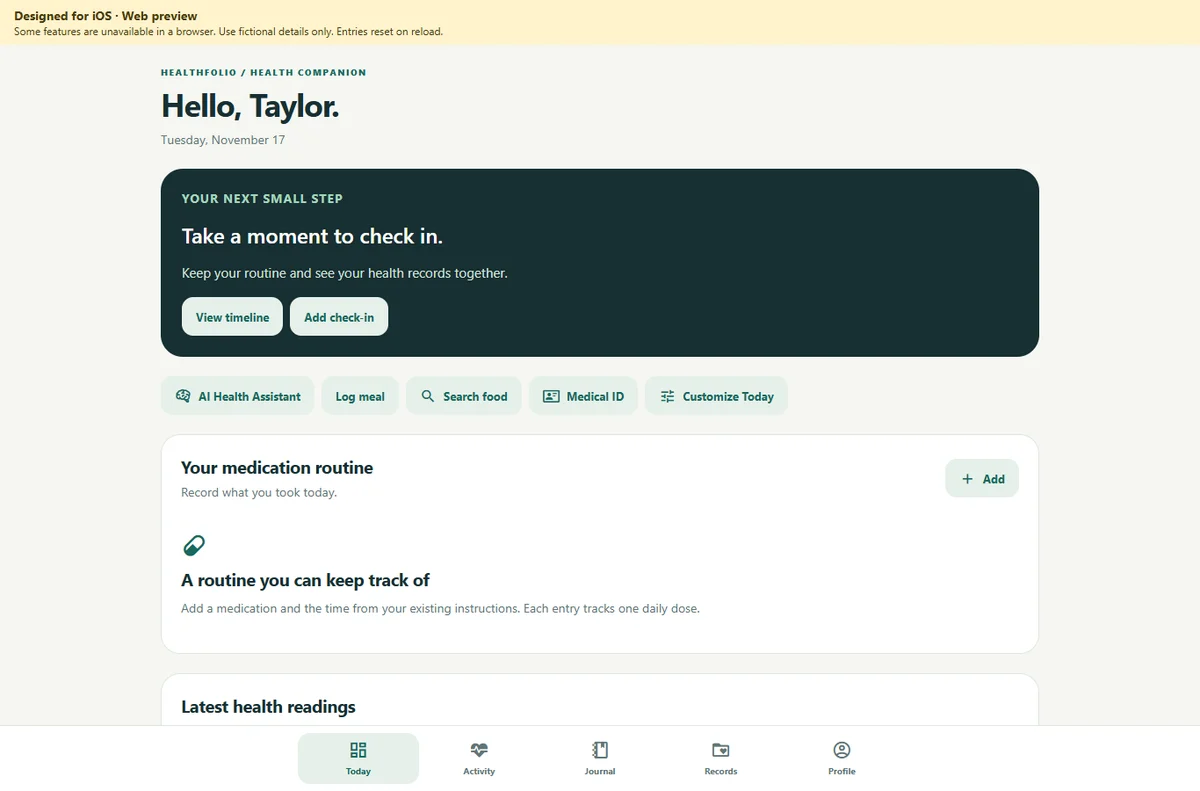 Designed for iOS · Web preview
Some features are unavailable in a browser. Use fictional details only. Entries reset on reload.
HEALTHFOLIO / HEALTH COMPANION
Hello, Taylor.
Tuesday, November 17
YOUR NEXT SMALL STEP
Take a moment to check in.
Keep your routine and see your health records together.
View timeline Add check-in
AI Health Assistant Log meal Search food Medical ID Customize Today
Your medication routine
Record what you took today.
+ Add
A routine you can keep track of
Add a medication and the time from your existing instructions. Each entry tracks one daily dose.
Latest health readings
Today Activity Journal Records Profile